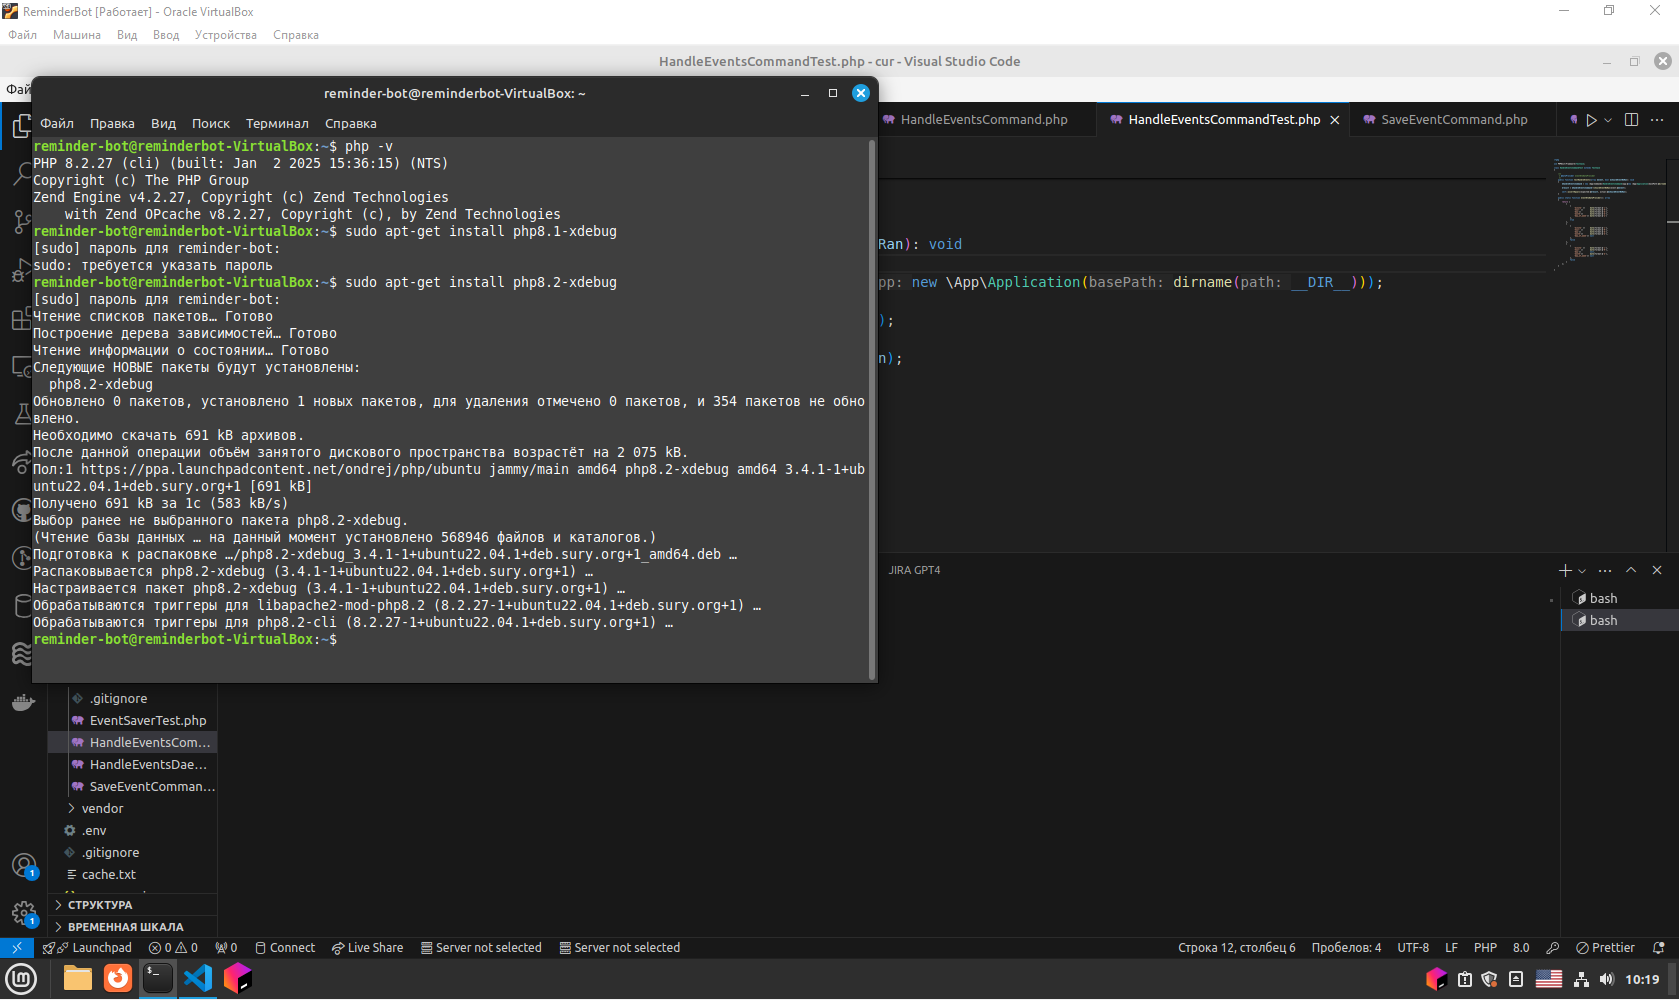 ReminderBot [Работает] - Oracle VirtualBox
Файл Машина Вид Ввод Устройства Справка
HandleEventsCommandTest.php - cur - Visual Studio Code
Фай
reminder-bot@reminderbot-VirtualBox: ~
Файл Правка Вид Поиск Терминал Справка
HandleEventsCommand.php HandleEventsCommandTest.php SaveEventCommand.php
reminder-bot@reminderbot-VirtualBox:~$ php -v
PHP 8.2.27 (cli) (built: Jan  2 2025 15:36:15) (NTS)
Copyright (c) The PHP Group
Zend Engine v4.2.27, Copyright (c) Zend Technologies
    with Zend OPcache v8.2.27, Copyright (c), by Zend Technologies
reminder-bot@reminderbot-VirtualBox:~$ sudo apt-get install php8.1-xdebug
[sudo] пароль для reminder-bot:
sudo: требуется указать пароль
reminder-bot@reminderbot-VirtualBox:~$ sudo apt-get install php8.2-xdebug
[sudo] пароль для reminder-bot:
Чтение списков пакетов… Готово
Построение дерева зависимостей… Готово
Чтение информации о состоянии… Готово
Следующие НОВЫЕ пакеты будут установлены:
  php8.2-xdebug
Обновлено 0 пакетов, установлено 1 новых пакетов, для удаления отмечено 0 пакетов, и 354 пакетов не обно
влено.
Необходимо скачать 691 kB архивов.
После данной операции объём занятого дискового пространства возрастёт на 2 075 kB.
Пол:1 https://ppa.launchpadcontent.net/ondrej/php/ubuntu jammy/main amd64 php8.2-xdebug amd64 3.4.1-1+ub
untu22.04.1+deb.sury.org+1 [691 kB]
Получено 691 kB за 1с (583 kB/s)
Выбор ранее не выбранного пакета php8.2-xdebug.
(Чтение базы данных … на данный момент установлено 568946 файлов и каталогов.)
Подготовка к распаковке …/php8.2-xdebug_3.4.1-1+ubuntu22.04.1+deb.sury.org+1_amd64.deb …
Распаковывается php8.2-xdebug (3.4.1-1+ubuntu22.04.1+deb.sury.org+1) …
Настраивается пакет php8.2-xdebug (3.4.1-1+ubuntu22.04.1+deb.sury.org+1) …
Обрабатываются триггеры для libapache2-mod-php8.2 (8.2.27-1+ubuntu22.04.1+deb.sury.org+1) …
Обрабатываются триггеры для php8.2-cli (8.2.27-1+ubuntu22.04.1+deb.sury.org+1) …
reminder-bot@reminderbot-VirtualBox:~$
Ran): void
pp: new \App\Application(basePath: dirname(path: __DIR__)));
);
n);
JIRA GPT4
bash
bash
.gitignore
EventSaverTest.php
HandleEventsCom...
HandleEventsDae...
SaveEventComman...
vendor
.env
.gitignore
cache.txt
СТРУКТУРА
ВРЕМЕННАЯ ШКАЛА
1
1
Launchpad 0 0 0 Connect Live Share Server not selected Server not selected Строка 12, столбец 6 Пробелов: 4 UTF-8 LF PHP 8.0 Prettier
10:19